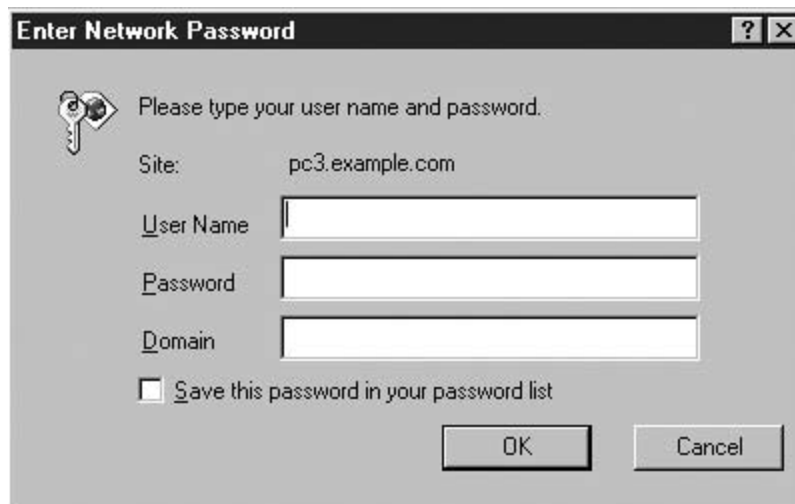 Enter Network Password
Please type your user name and password.
Site: pc3.example.com
User Name
Password
Domain
Save this password in your password list
OK Cancel